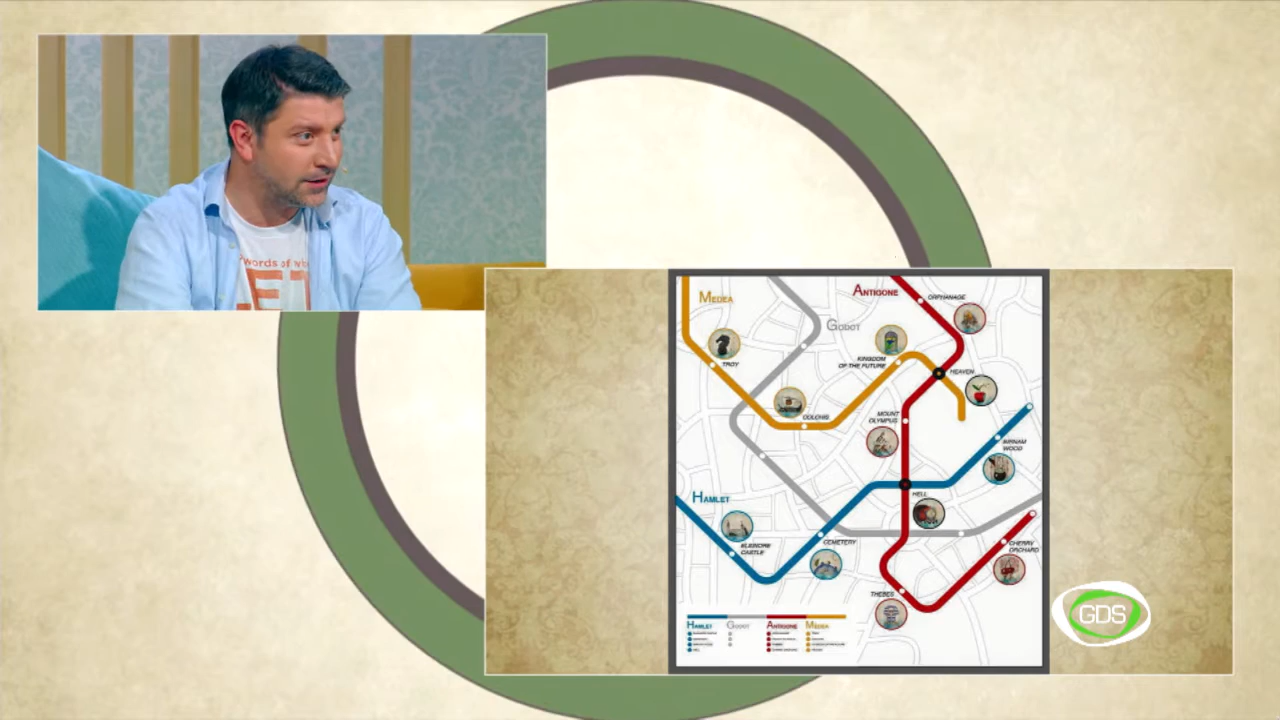 words of
LET
MEDEA
ANTIGONE
ORPHANAGE
GODOT
KINGDOM
OF THE FUTURE
TROY
HEAVEN
COLCHIS
MOUNT
OLYMPUS
BIRNAM
WOOD
HAMLET
HELL
ELSINORE
CASTLE
CEMETERY
CHERRY
ORCHARD
THEBES
GDS
HAMLET GODOT ANTIGONE MEDEA